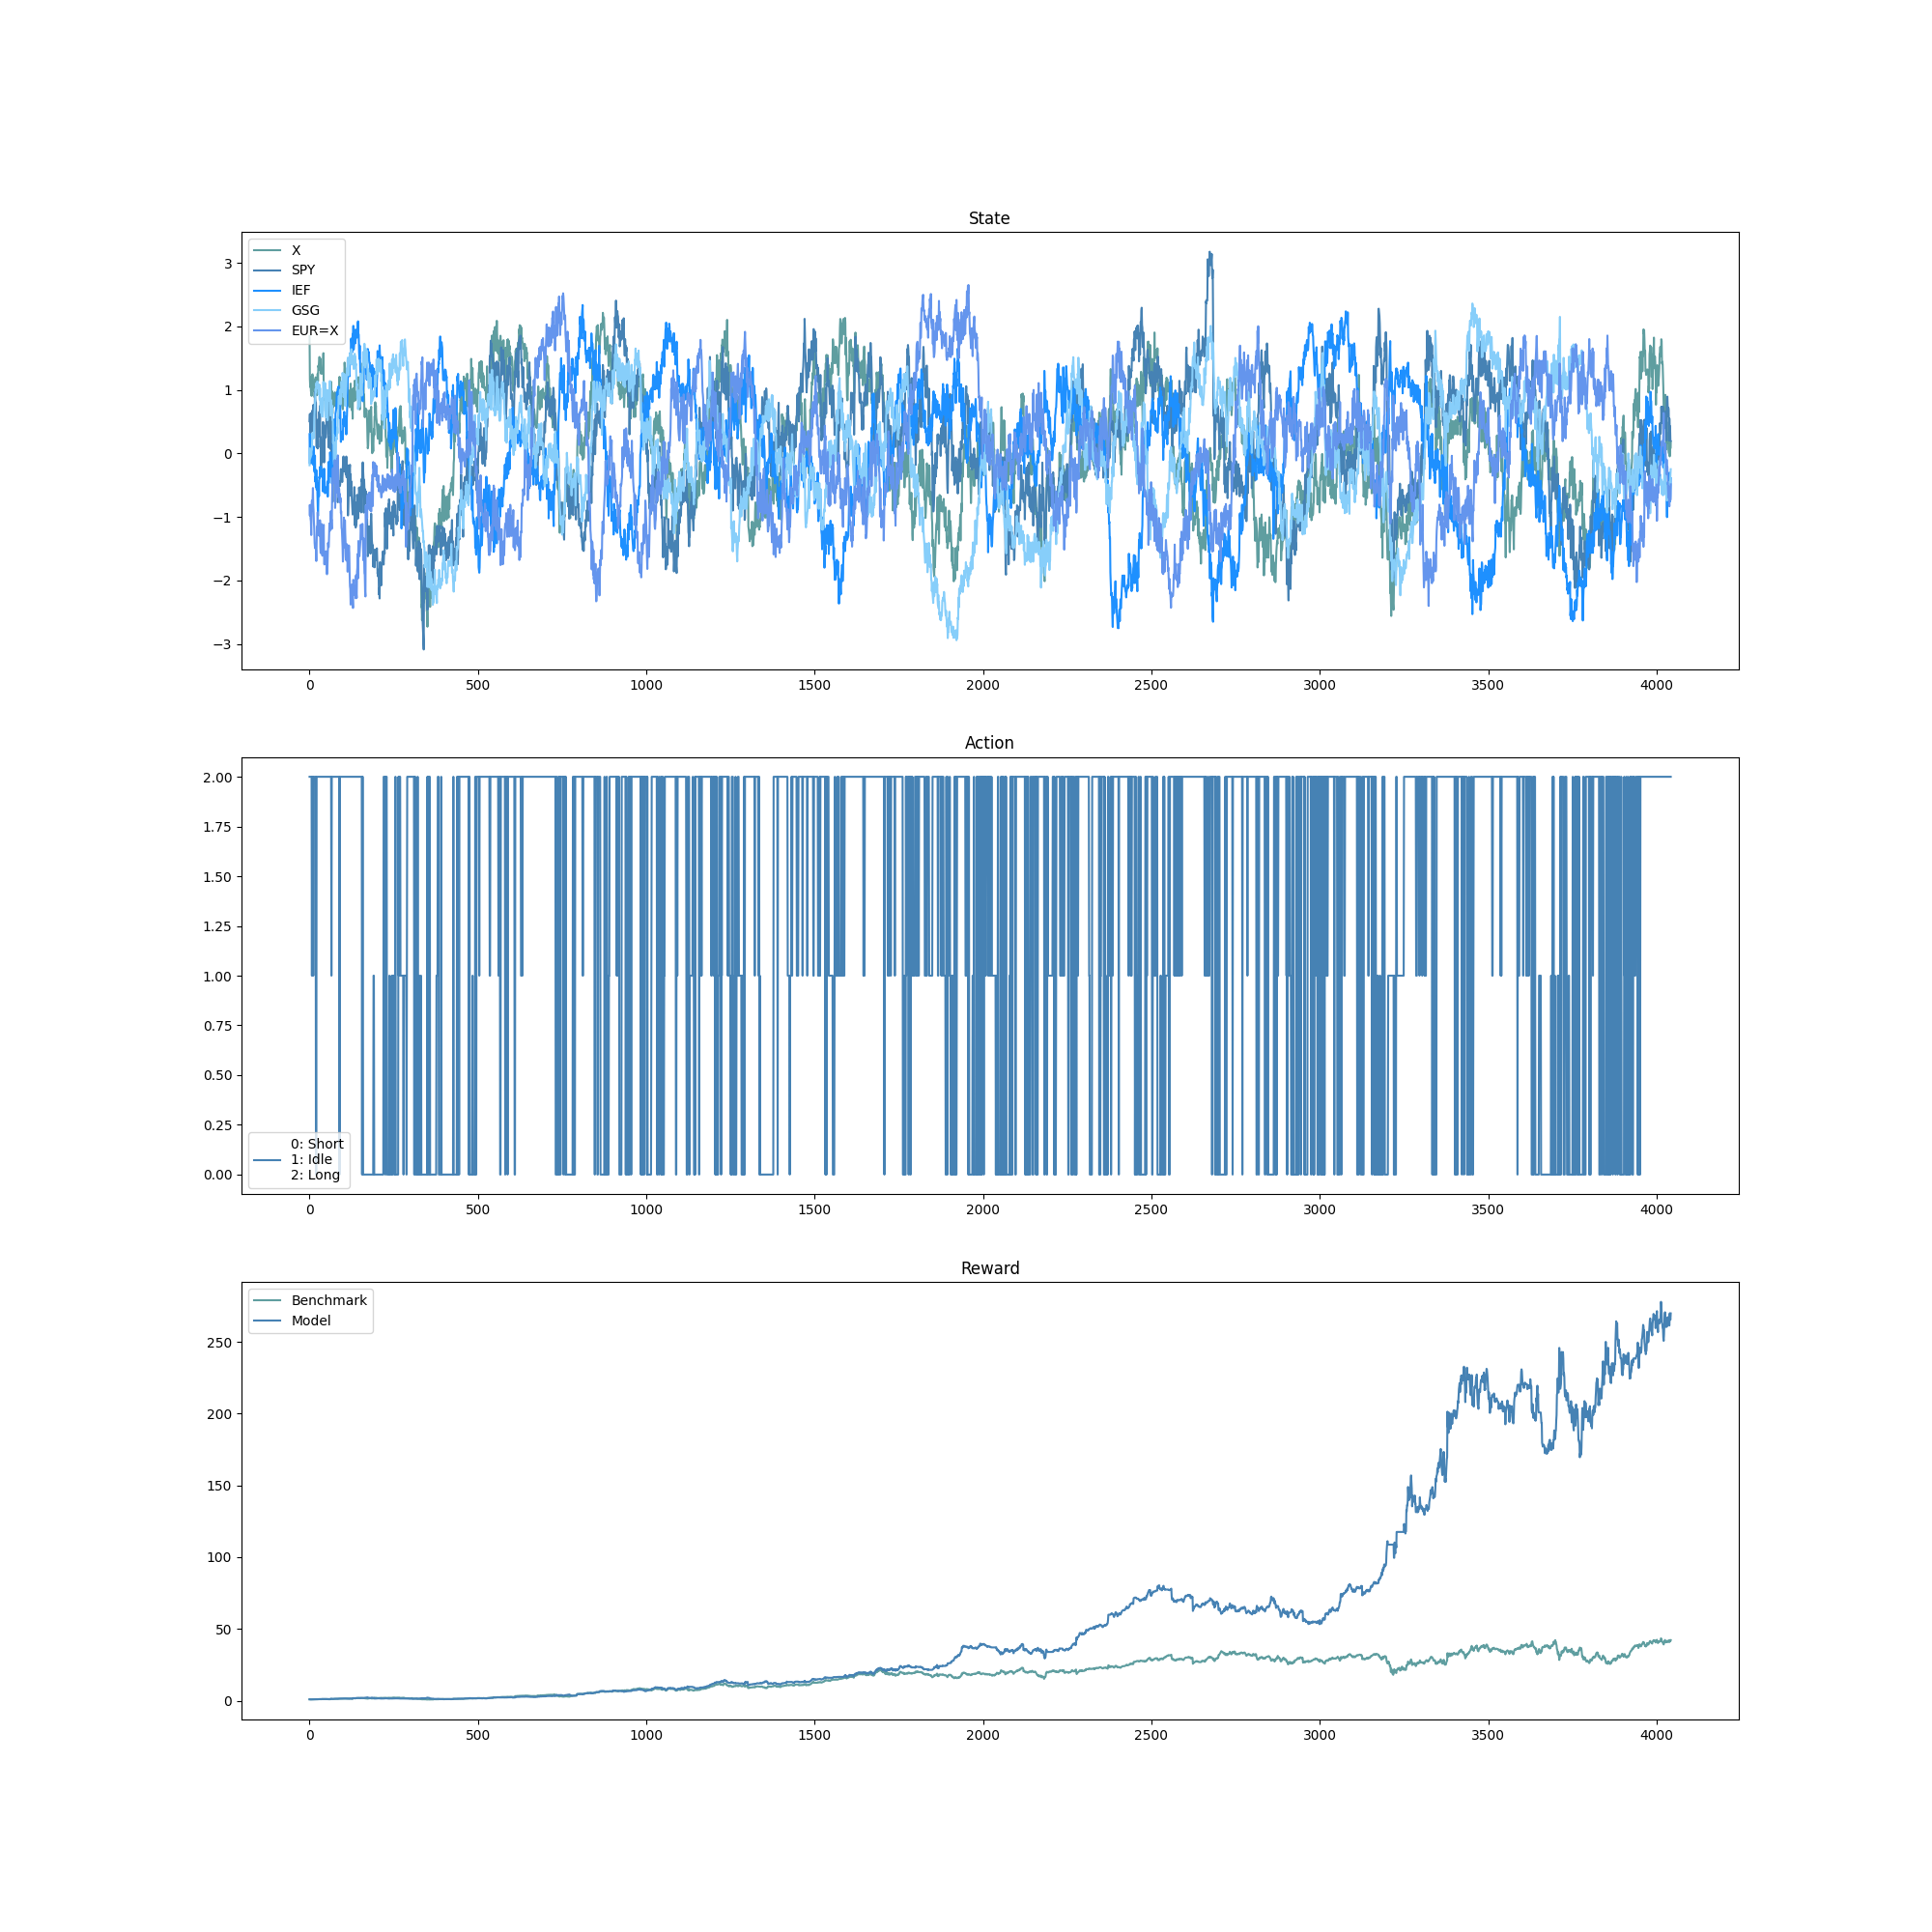 State
X
SPY
IEF
GSG
EUR=X
3
2
1
0
−1
−2
−3
0 500 1000 1500 2000 2500 3000 3500 4000
Action
2.00
1.75
1.50
1.25
1.00
0.75
0.50
0.25
0.00
0: Short
1: Idle
2: Long
0 500 1000 1500 2000 2500 3000 3500 4000
Reward
Benchmark
Model
250
200
150
100
50
0
0 500 1000 1500 2000 2500 3000 3500 4000